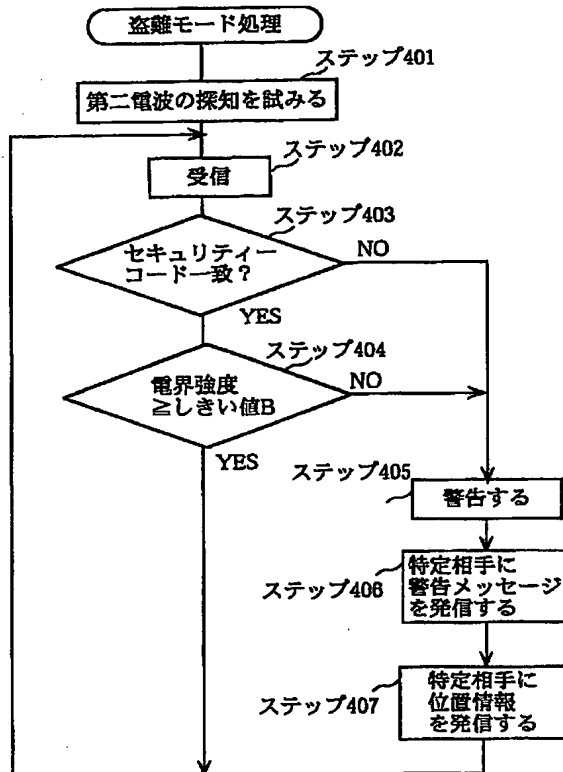 盗難モード処理
ステップ401
第二電波の探知を試みる
ステップ402
受信
ステップ403
セキュリティー
コード一致?
NO
YES
ステップ404
電界強度
≧しきい値B
NO
YES
ステップ405
警告する
ステップ406
特定相手に
警告メッセージ
を発信する
ステップ407
特定相手に
位置情報
を発信する